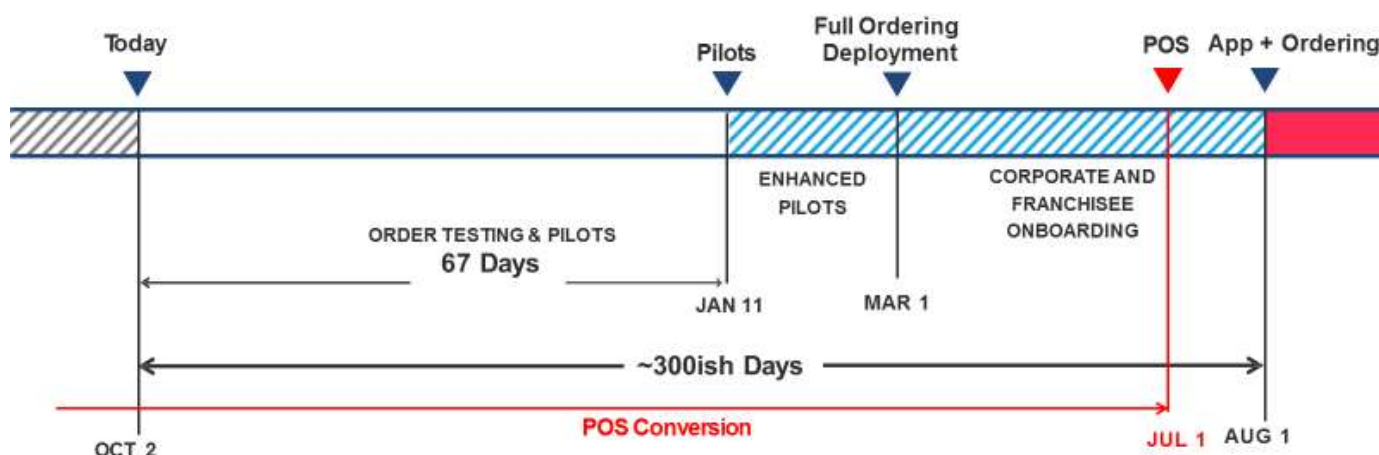 Today
Pilots
Full Ordering
Deployment
POS
App + Ordering
ENHANCED
PILOTS
CORPORATE AND
FRANCHISEE
ONBOARDING
ORDER TESTING & PILOTS
67 Days
JAN 11
MAR 1
~300ish Days
POS Conversion
OCT 2
JUL 1
AUG 1